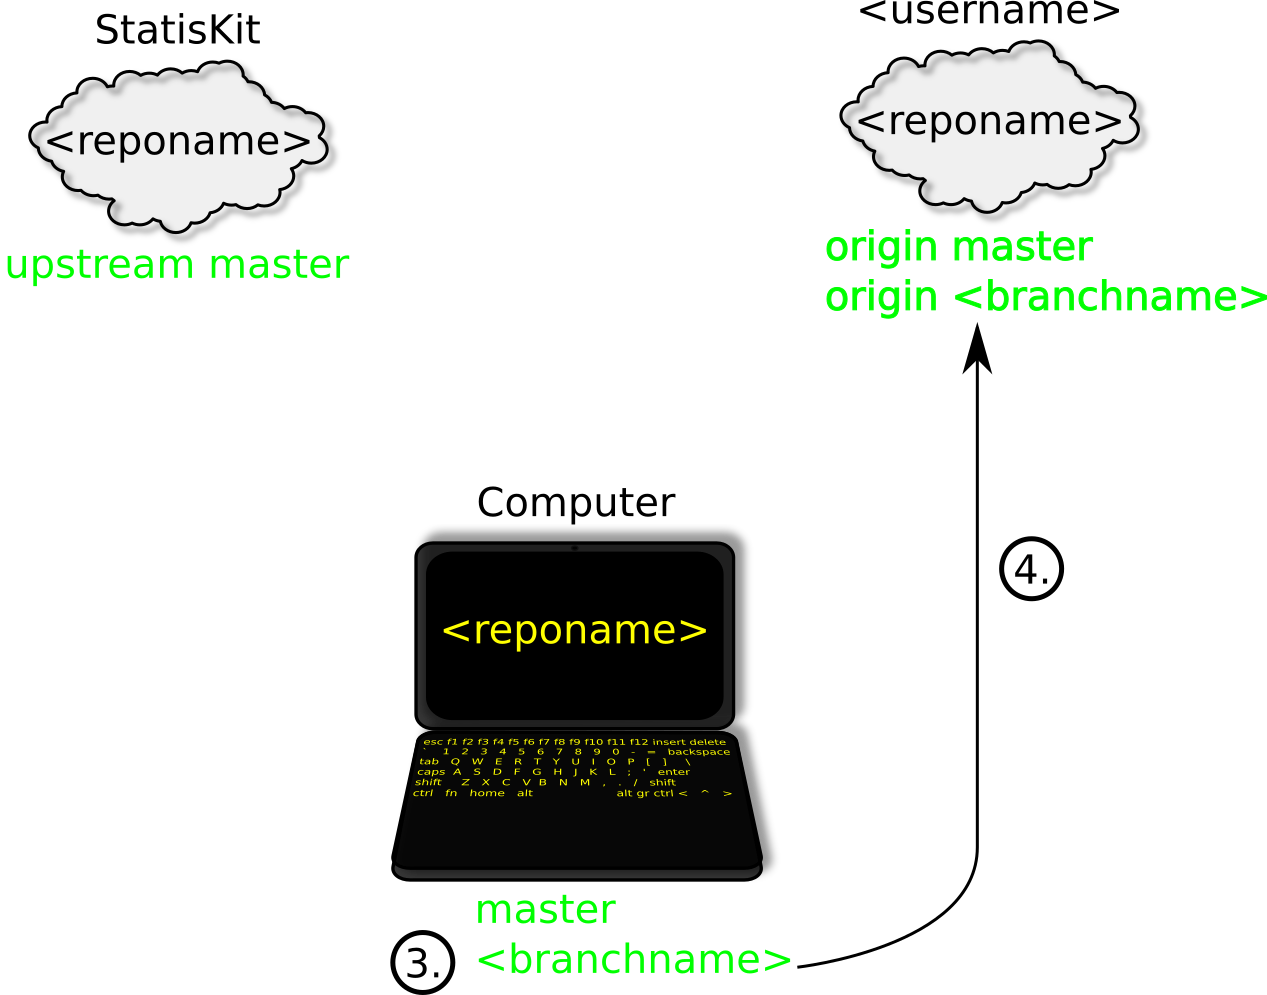 StatisKit
<reponame>
upstream master
<username>
<reponame>
origin master
origin <branchname>
4.
Computer
<reponame>
esc f1 f2 f3 f4 f5 f6 f7 f8 f9 f10 f11 f12 insert delete
` 1 2 3 4 5 6 7 8 9 0 - = backspace
tab Q W E R T Y U I O P [ ] \
caps A S D F G H J K L ; ' enter
shift Z X C V B N M , . / shift
ctrl fn home alt alt gr ctrl < ^ >
master
3.
<branchname>